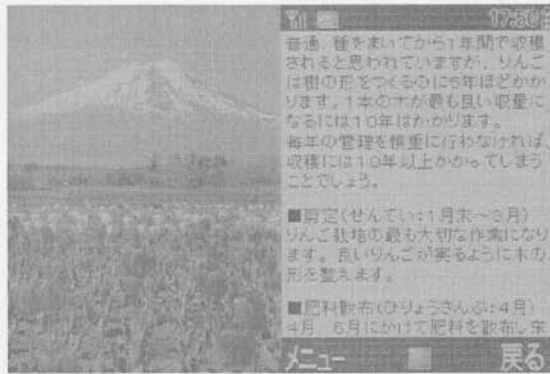 17:50
普通、種をまいてから1年間で収穫
されると思われていますが、りんご
は樹の形をつくるのに5年ほどかか
ります。1本の木が最も良い収量に
なるには10年はかかります。
毎年の管理を慎重に行わなければ、
収穫には10年以上かかってしまう
ことでしょう。
■剪定(せんてい:1月末～3月)
りんご栽培の最も大切な作業になり
ます。良いりんごが実るように木の
形を整えます。
■肥料散布(ひりょうさんぷ:4月)
4月、6月にかけて肥料を散布し栄
メニュー 戻る